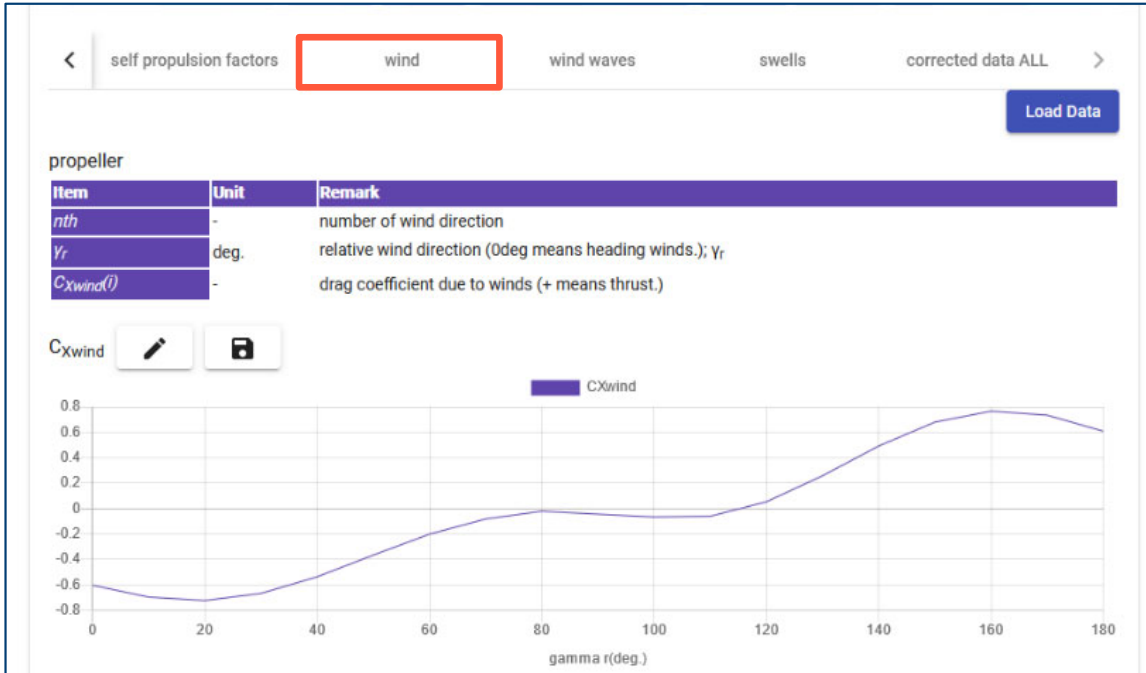 self propulsion factors wind wind waves swells corrected data ALL
Load Data
propeller
Item Unit Remark
nth - number of wind direction
γr deg. relative wind direction (0deg means heading winds.); γr
CXwind(i) - drag coefficient due to winds (+ means thrust.)
CXwind
CXwind
0.8
0.6
0.4
0.2
0
-0.2
-0.4
-0.6
-0.8
0 20 40 60 80 100 120 140 160 180
gamma r(deg.)